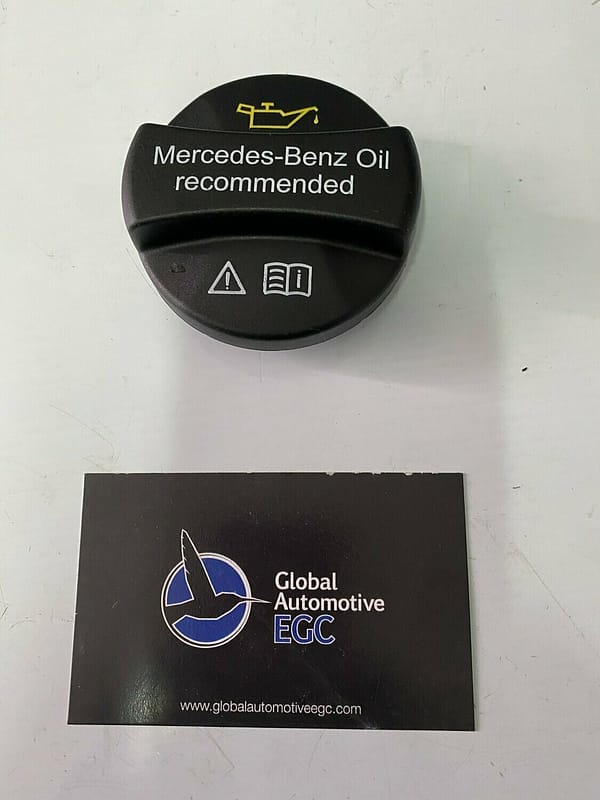 Mercedes-Benz Oil
recommended
i
Global
Automotive
EGC
www.globalautomotiveegc.com